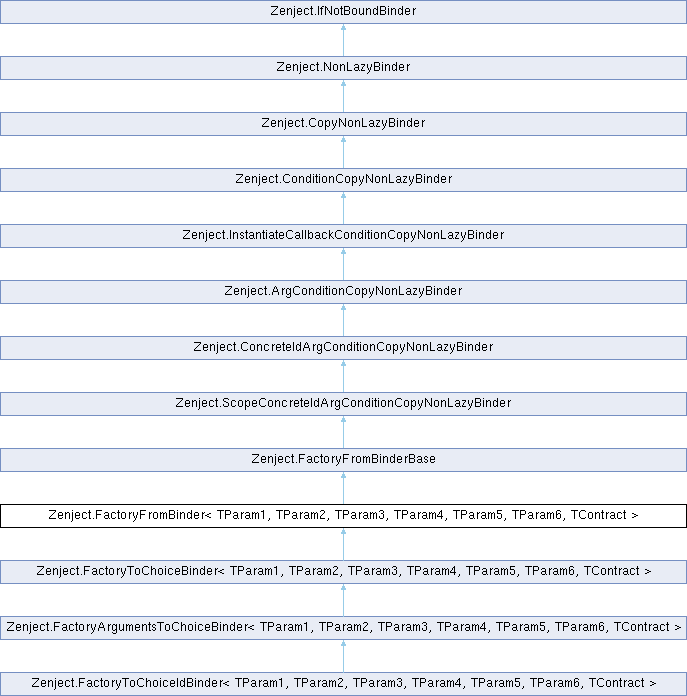 Zenject.IfNotBoundBinder
Zenject.NonLazyBinder
Zenject.CopyNonLazyBinder
Zenject.ConditionCopyNonLazyBinder
Zenject.InstantiateCallbackConditionCopyNonLazyBinder
Zenject.ArgConditionCopyNonLazyBinder
Zenject.ConcreteIdArgConditionCopyNonLazyBinder
Zenject.ScopeConcreteIdArgConditionCopyNonLazyBinder
Zenject.FactoryFromBinderBase
Zenject.FactoryFromBinder< TParam1, TParam2, TParam3, TParam4, TParam5, TParam6, TContract >
Zenject.FactoryToChoiceBinder< TParam1, TParam2, TParam3, TParam4, TParam5, TParam6, TContract >
Zenject.FactoryArgumentsToChoiceBinder< TParam1, TParam2, TParam3, TParam4, TParam5, TParam6, TContract >
Zenject.FactoryToChoiceIdBinder< TParam1, TParam2, TParam3, TParam4, TParam5, TParam6, TContract >